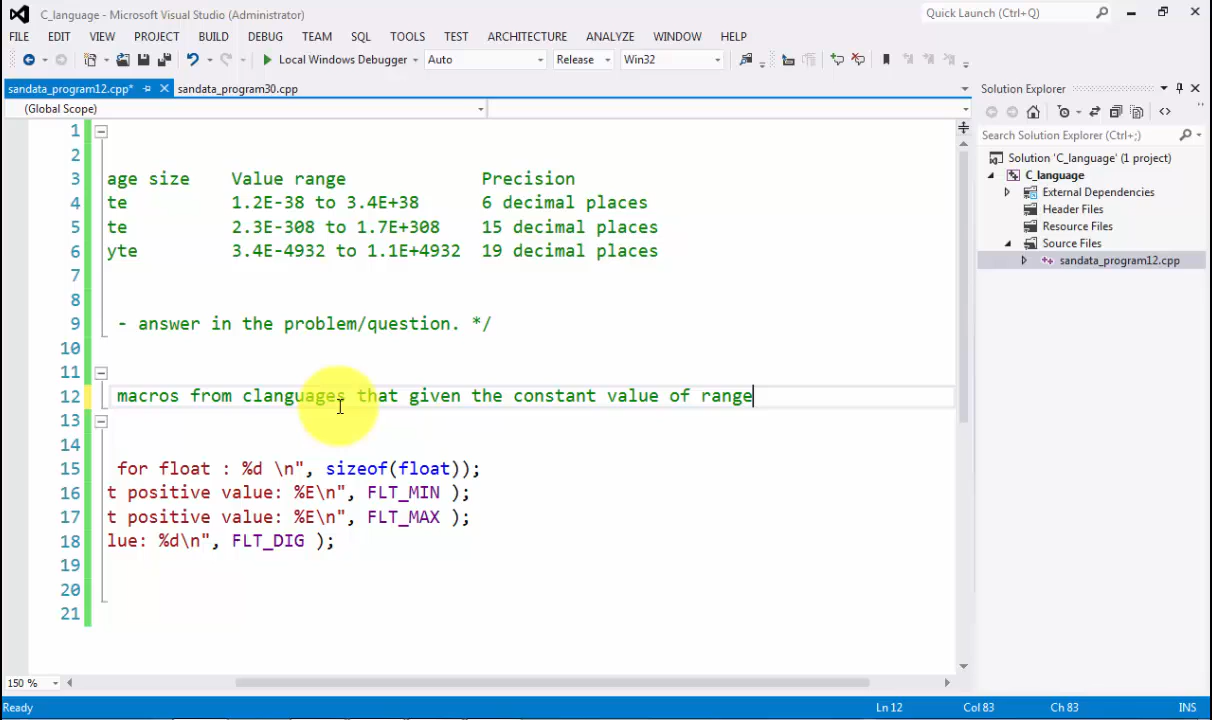 C_language - Microsoft Visual Studio (Administrator)
Quick Launch (Ctrl+Q)
FILE EDIT VIEW PROJECT BUILD DEBUG TEAM SQL TOOLS TEST ARCHITECTURE ANALYZE WINDOW HELP
Local Windows Debugger Auto Release Win32
sandata_program12.cpp* sandata_program30.cpp
(Global Scope)
1
2
3 age size Value range Precision
4 te 1.2E-38 to 3.4E+38 6 decimal places
5 te 2.3E-308 to 1.7E+308 15 decimal places
6 yte 3.4E-4932 to 1.1E+4932 19 decimal places
7
8
9 - answer in the problem/question. */
10
11
12 macros from clanguages that given the constant value of range
13
14
15 for float : %d \n", sizeof(float));
16 t positive value: %E\n", FLT_MIN );
17 t positive value: %E\n", FLT_MAX );
18 lue: %d\n", FLT_DIG );
19
20
21
150 %
Solution Explorer
Search Solution Explorer (Ctrl+;)
Solution 'C_language' (1 project)
C_language
External Dependencies
Header Files
Resource Files
Source Files
sandata_program12.cpp
Ready Ln 12 Col 83 Ch 83 INS